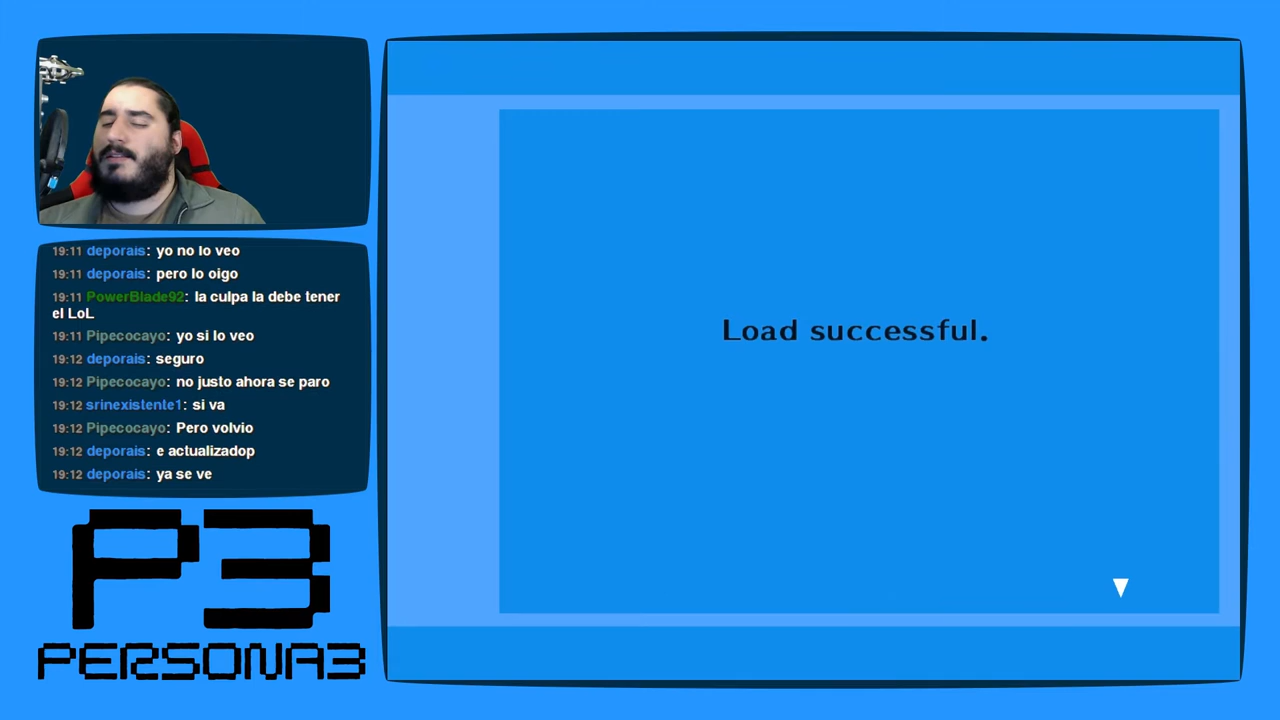 19:11 deporais: yo no lo veo
19:11 deporais: pero lo oigo
19:11 PowerBlade92: la culpa la debe tener
el LoL
19:11 Pipecocayo: yo si lo veo
19:12 deporais: seguro
19:12 Pipecocayo: no justo ahora se paro
19:12 srinexistente1: si va
19:12 Pipecocayo: Pero volvio
19:12 deporais: e actualizadop
19:12 deporais: ya se ve
P3
PERSONA3
Load successful.